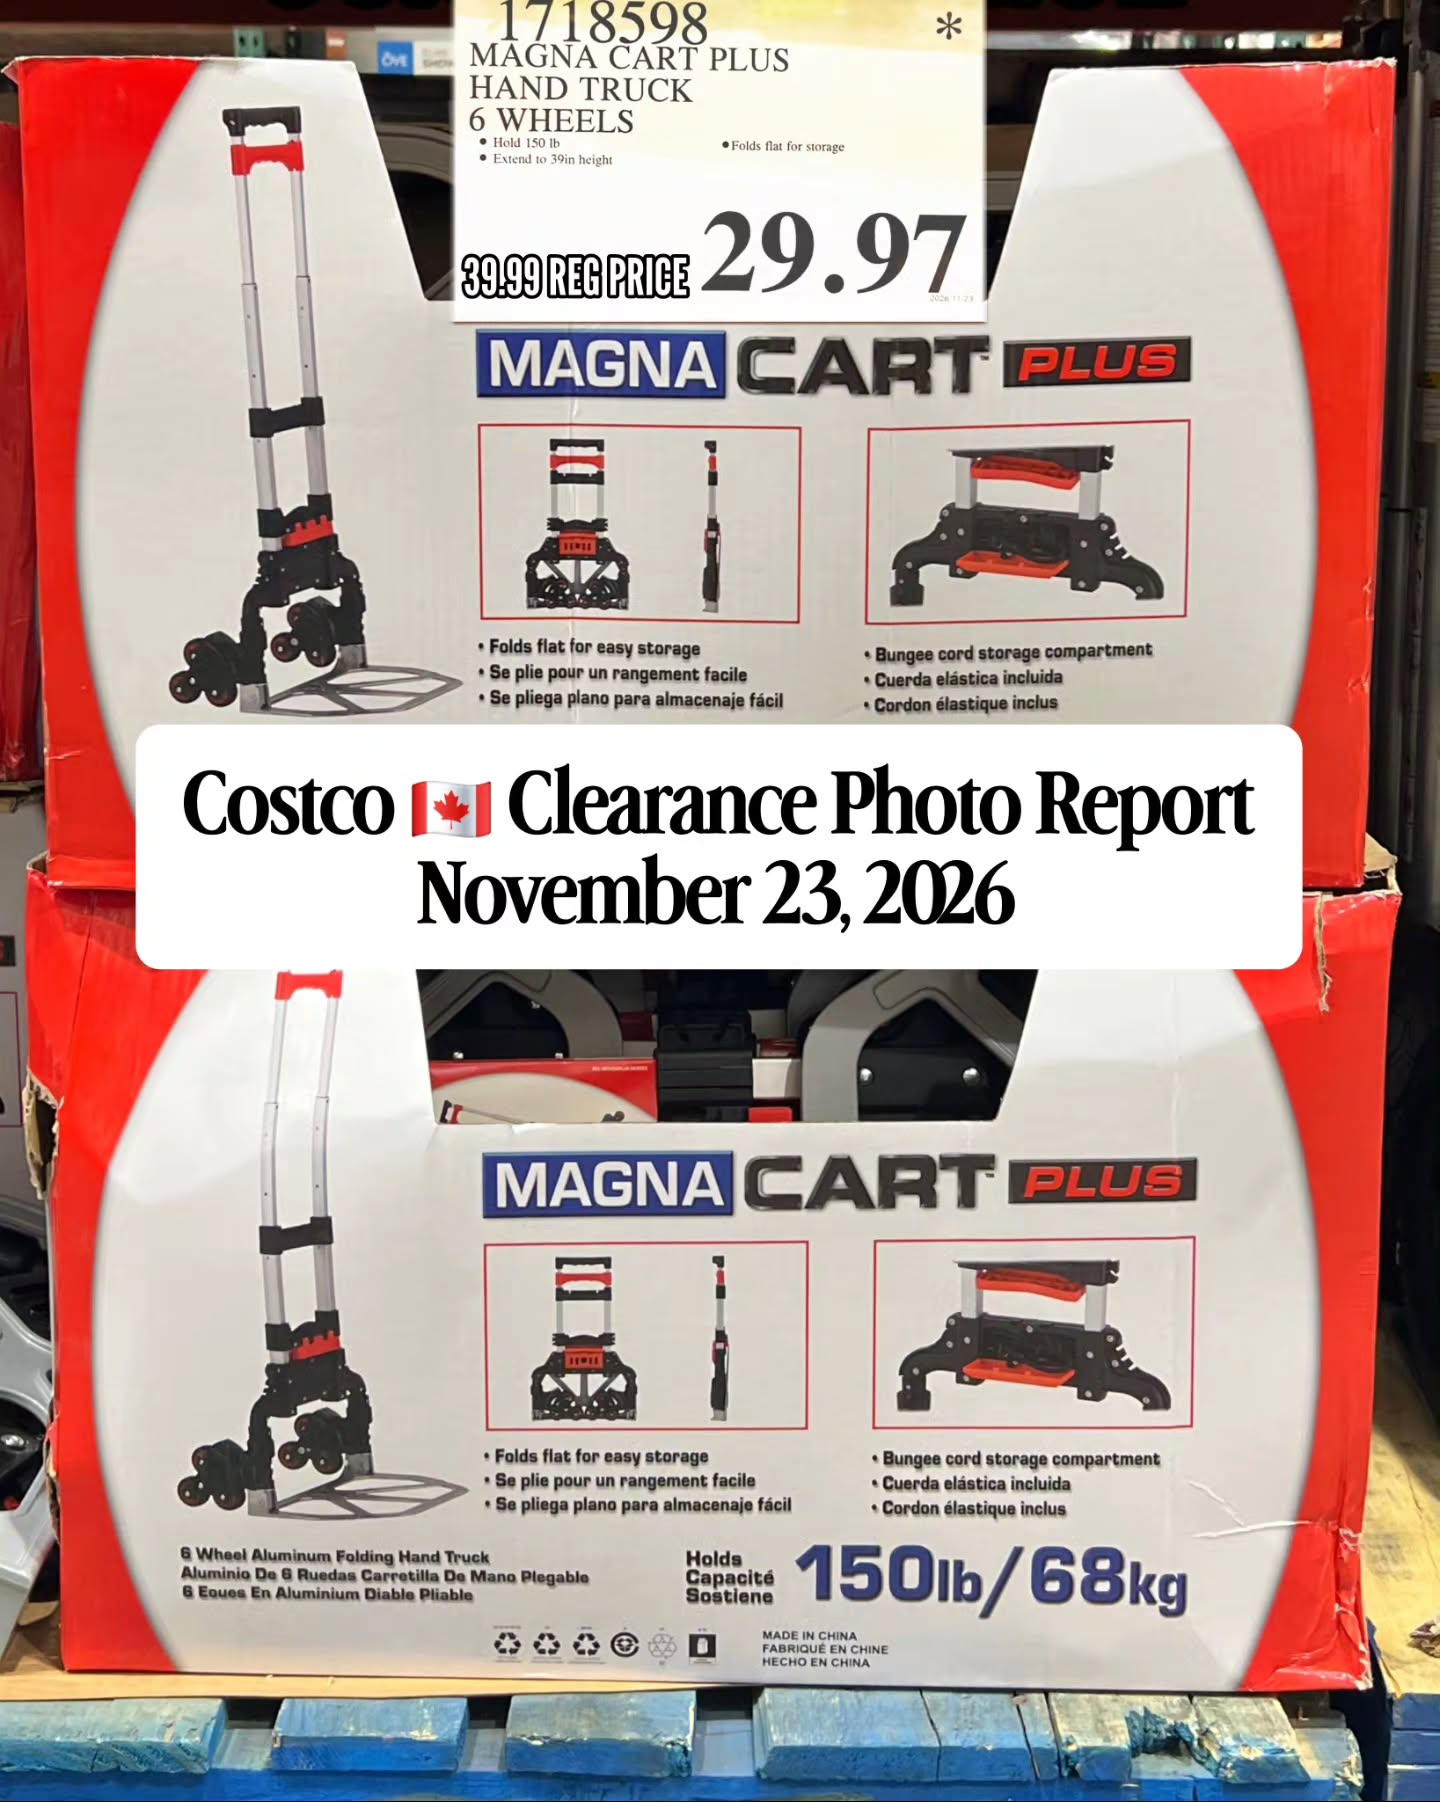 ÔVE
1718598 *
MAGNA CART PLUS
HAND TRUCK
6 WHEELS
• Hold 150 lb
• Extend to 39in height
• Folds flat for storage
39.99 REG PRICE
29.97
2026 11/23
MAGNA CART PLUS
• Folds flat for easy storage
• Se plie pour un rangement facile
• Se pliega plano para almacenaje fácil
• Bungee cord storage compartment
• Cuerda elástica incluida
• Cordon élastique inclus
Costco 🇨🇦 Clearance Photo Report
November 23, 2026
MAGNA CART™ PLUS
• Folds flat for easy storage
• Se plie pour un rangement facile
• Se pliega plano para almacenaje fácil
• Bungee cord storage compartment
• Cuerda elástica incluida
• Cordon élastique inclus
6 Wheel Aluminum Folding Hand Truck
Aluminio De 6 Ruedas Carretilla De Mano Plegable
6 Eoues En Aluminium Diable Pliable
Holds
Capacité
Sostiene
150lb/68kg
MADE IN CHINA
FABRIQUÉ EN CHINE
HECHO EN CHINA